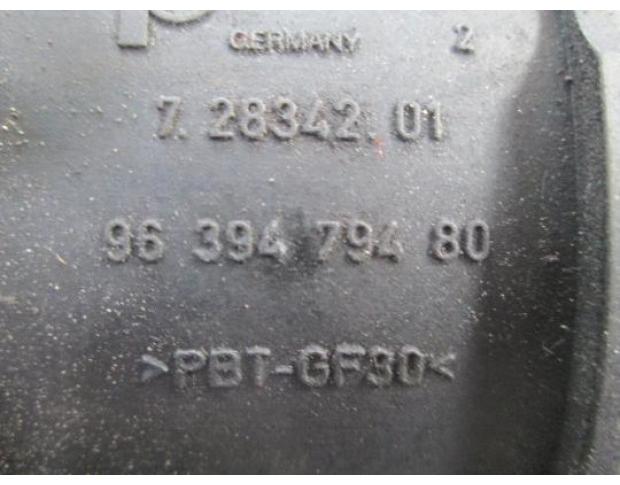 GERMANY 2
7. 28342. 01
96 394 794 80
>PBT-GF30<